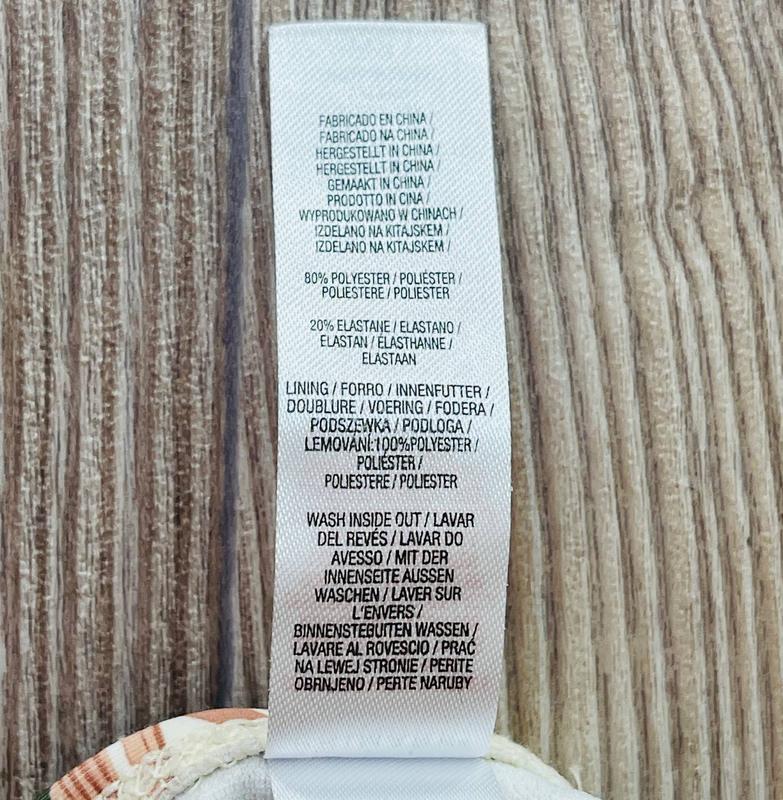 FABRICADO EN CHINA /
FABRICADO NA CHINA /
HERGESTELLT IN CHINA /
HERGESTELLT IN CHINA /
GEMAAKT IN CHINA /
PRODOTTO IN CINA /
WYPRODUKOWANO W CHINACH /
IZDELANO NA KITAJSKEM /
IZDELANO NA KITAJSKEM /
80% POLYESTER / POLIÉSTER /
POLIESTERE / POLIESTER
20% ELASTANE / ELASTANO /
ELASTAN / ÉLASTHANNE /
ELASTAAN
LINING / FORRO / INNENFUTTER /
DOUBLURE / VOERING / FODERA /
PODSZEWKA / PODLOGA /
LEMOVÁNÍ:100%POLYESTER /
POLIÉSTER /
POLIESTERE / POLIESTER
WASH INSIDE OUT / LAVAR
DEL REVÉS / LAVAR DO
AVESSO / MIT DER
INNENSEITE AUSSEN
WASCHEN / LAVER SUR
L'ENVERS /
BINNENSTEBUITEN WASSEN /
LAVARE AL ROVESCIO / PRAĆ
NA LEWEJ STRONIE / PERITE
OBRNJENO / PERTE NARUBY